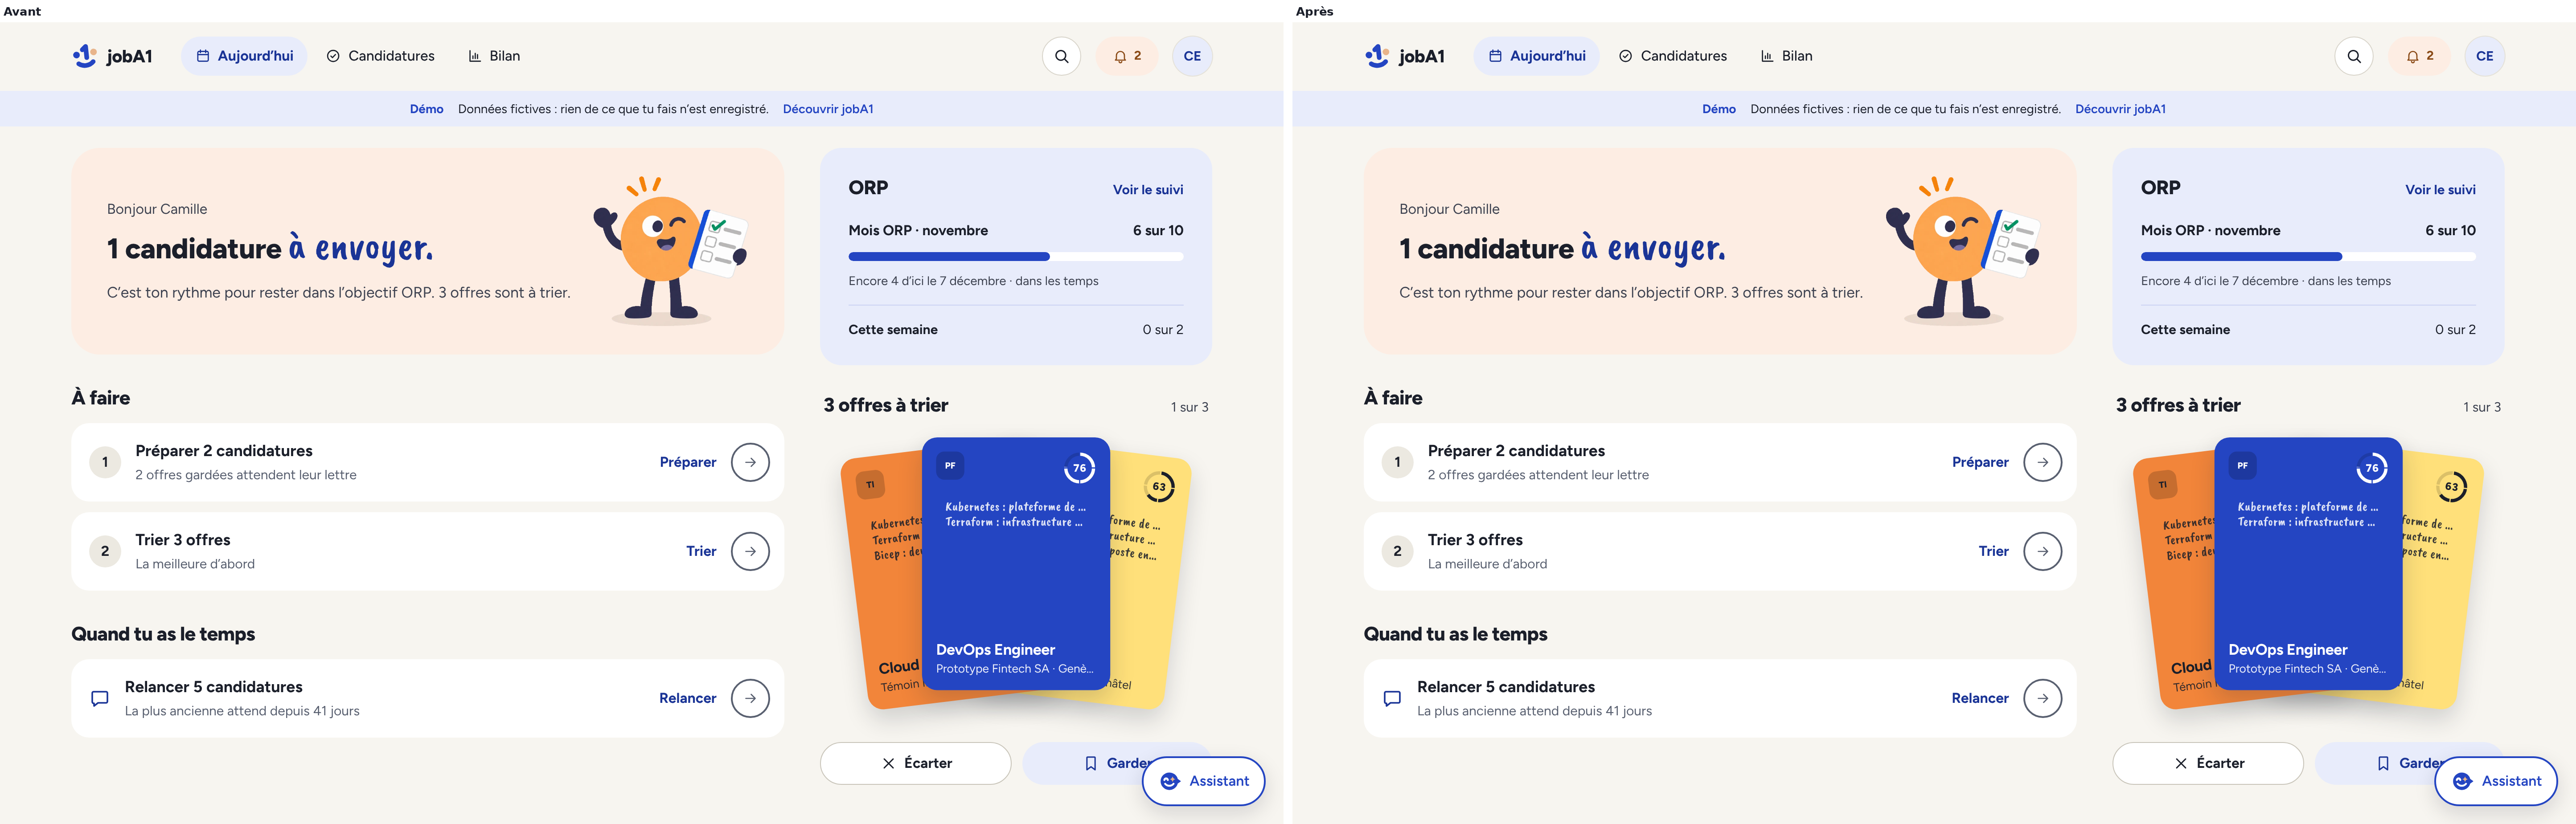 Avant
jobA1
Aujourd’hui
Candidatures
Bilan
2
CE
Démo Données fictives : rien de ce que tu fais n’est enregistré. Découvrir jobA1
Bonjour Camille
1 candidature à envoyer.
C’est ton rythme pour rester dans l’objectif ORP. 3 offres sont à trier.
ORP
Voir le suivi
Mois ORP · novembre
6 sur 10
Encore 4 d’ici le 7 décembre · dans les temps
Cette semaine
0 sur 2
À faire
1
Préparer 2 candidatures
2 offres gardées attendent leur lettre
Préparer
2
Trier 3 offres
La meilleure d’abord
Trier
Quand tu as le temps
Relancer 5 candidatures
La plus ancienne attend depuis 41 jours
Relancer
3 offres à trier
1 sur 3
TI
Kubernetes
Terraform
Bicep :
Cloud
Témoin
PF
76
Kubernetes : plateforme de ...
Terraform : infrastructure ...
DevOps Engineer
Prototype Fintech SA · Genè...
63
Écarter
Garder
Assistant
Après
jobA1
Aujourd’hui
Candidatures
Bilan
2
CE
Démo Données fictives : rien de ce que tu fais n’est enregistré. Découvrir jobA1
Bonjour Camille
1 candidature à envoyer.
C’est ton rythme pour rester dans l’objectif ORP. 3 offres sont à trier.
ORP
Voir le suivi
Mois ORP · novembre
6 sur 10
Encore 4 d’ici le 7 décembre · dans les temps
Cette semaine
0 sur 2
À faire
1
Préparer 2 candidatures
2 offres gardées attendent leur lettre
Préparer
2
Trier 3 offres
La meilleure d’abord
Trier
Quand tu as le temps
Relancer 5 candidatures
La plus ancienne attend depuis 41 jours
Relancer
3 offres à trier
1 sur 3
TI
Kubernetes
Terraform
Bicep :
Cloud
Témoin
PF
76
Kubernetes : plateforme de ...
Terraform : infrastructure ...
DevOps Engineer
Prototype Fintech SA · Genè...
63
Écarter
Garder
Assistant